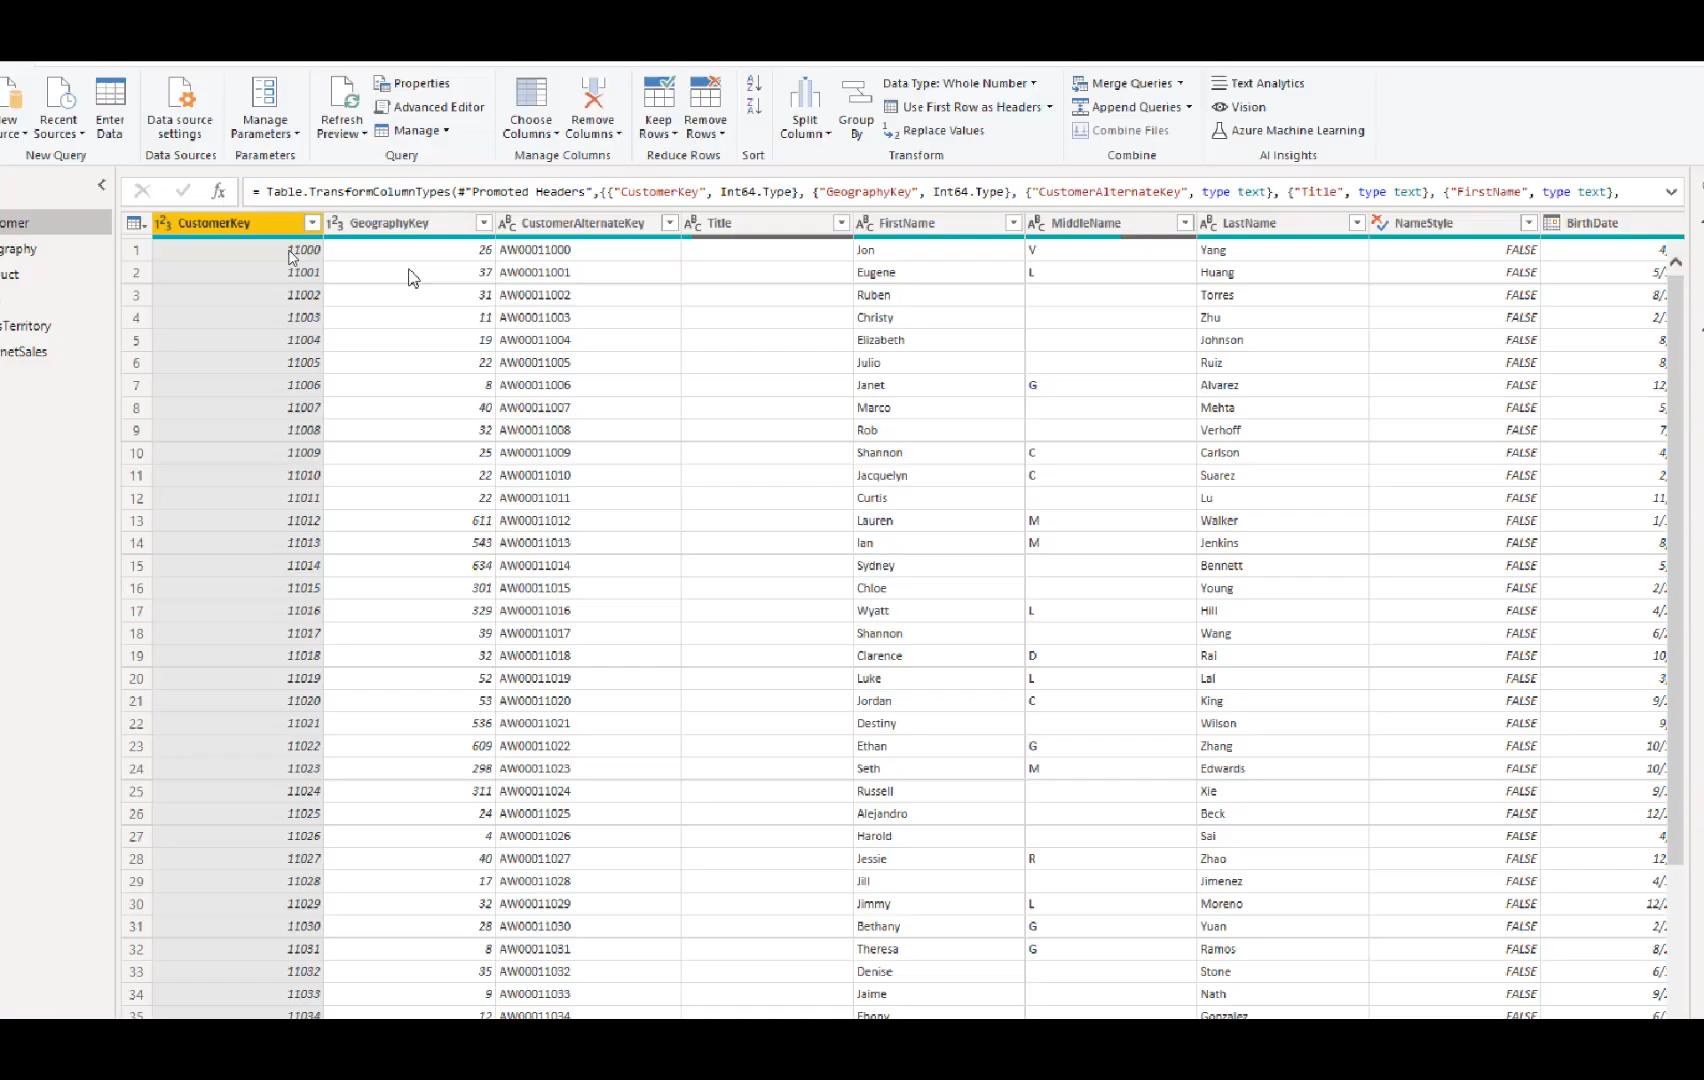 Properties
Advanced Editor
Manage
Data Type: Whole Number
Use First Row as Headers
Replace Values
Merge Queries
Append Queries
Combine Files
Text Analytics
Vision
Azure Machine Learning
Recent Sources
Enter Data
Data source settings
Manage Parameters
Refresh Preview
Choose Columns
Remove Columns
Keep Rows
Remove Rows
Split Column
Group By
New Query
Data Sources
Parameters
Query
Manage Columns
Reduce Rows
Sort
Transform
Combine
AI Insights
= Table.TransformColumnTypes(#"Promoted Headers",{{"CustomerKey", Int64.Type}, {"GeographyKey", Int64.Type}, {"CustomerAlternateKey", type text}, {"Title", type text}, {"FirstName", type text},
CustomerKey GeographyKey CustomerAlternateKey Title FirstName MiddleName LastName NameStyle BirthDate
1 11000 26 AW00011000 Jon V Yang FALSE
2 11001 37 AW00011001 Eugene L Huang FALSE
3 11002 31 AW00011002 Ruben Torres FALSE
4 11003 11 AW00011003 Christy Zhu FALSE
5 11004 19 AW00011004 Elizabeth Johnson FALSE
6 11005 22 AW00011005 Julio Ruiz FALSE
7 11006 8 AW00011006 Janet G Alvarez FALSE
8 11007 40 AW00011007 Marco Mehta FALSE
9 11008 32 AW00011008 Rob Verhoff FALSE
10 11009 25 AW00011009 Shannon C Carlson FALSE
11 11010 22 AW00011010 Jacquelyn C Suarez FALSE
12 11011 22 AW00011011 Curtis Lu FALSE
13 11012 611 AW00011012 Lauren M Walker FALSE
14 11013 543 AW00011013 Ian M Jenkins FALSE
15 11014 634 AW00011014 Sydney Bennett FALSE
16 11015 301 AW00011015 Chloe Young FALSE
17 11016 329 AW00011016 Wyatt L Hill FALSE
18 11017 39 AW00011017 Shannon Wang FALSE
19 11018 32 AW00011018 Clarence D Rai FALSE
20 11019 52 AW00011019 Luke L Lal FALSE
21 11020 53 AW00011020 Jordan C King FALSE
22 11021 536 AW00011021 Destiny Wilson FALSE
23 11022 609 AW00011022 Ethan G Zhang FALSE
24 11023 298 AW00011023 Seth M Edwards FALSE
25 11024 311 AW00011024 Russell Xie FALSE
26 11025 24 AW00011025 Alejandro Beck FALSE
27 11026 4 AW00011026 Harold Sai FALSE
28 11027 40 AW00011027 Jessie R Zhao FALSE
29 11028 17 AW00011028 Jill Jimenez FALSE
30 11029 32 AW00011029 Jimmy L Moreno FALSE
31 11030 28 AW00011030 Bethany G Yuan FALSE
32 11031 8 AW00011031 Theresa G Ramos FALSE
33 11032 35 AW00011032 Denise Stone FALSE
34 11033 9 AW00011033 Jaime Nath FALSE
35 11034 12 AW00011034 Ebony Gonzalez FALSE